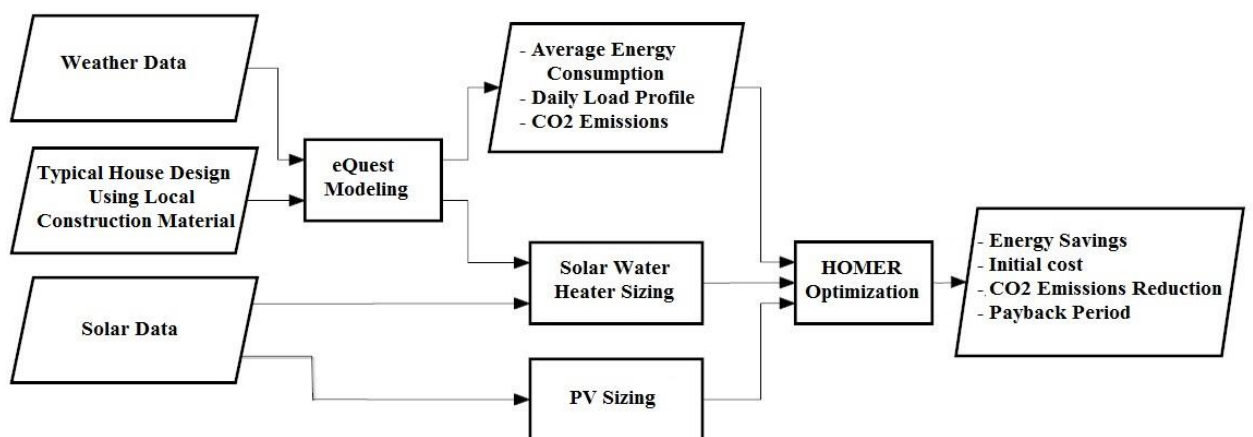 Weather Data
Typical House Design
Using Local
Construction Material
Solar Data
eQuest
Modeling
- Average Energy
Consumption
- Daily Load Profile
- CO2 Emissions
Solar Water
Heater Sizing
PV Sizing
HOMER
Optimization
- Energy Savings
- Initial cost
- CO2 Emissions Reduction
- Payback Period